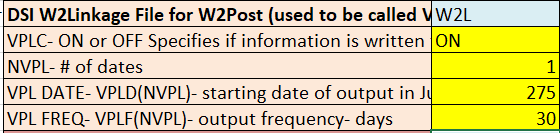 DSI W2Linkage File for W2Post (used to be called W2L
VPLC- ON or OFF Specifies if information is written ON
NVPL- # of dates 1
VPL DATE- VPLD(NVPL)- starting date of output in 275
VPL FREQ- VPLF(NVPL)- output frequency- days 30